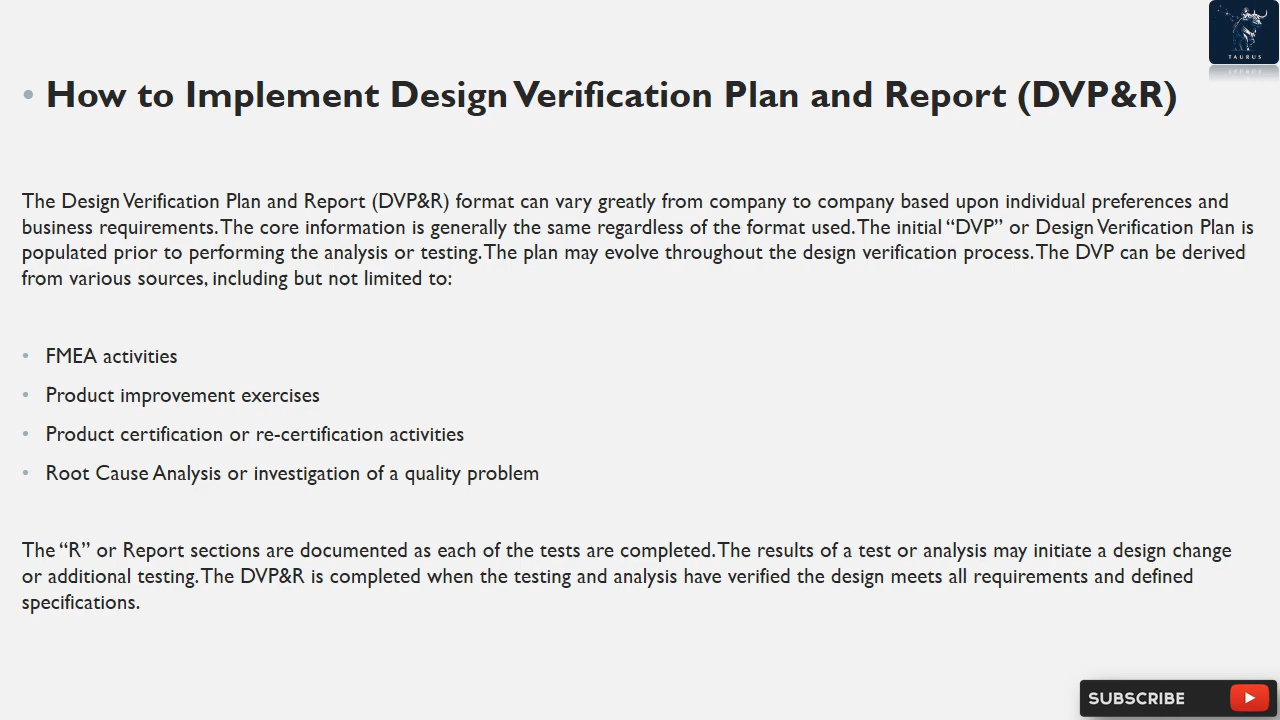 TAURUS
• How to Implement Design Verification Plan and Report (DVP&R)
The Design Verification Plan and Report (DVP&R) format can vary greatly from company to company based upon individual preferences and
business requirements. The core information is generally the same regardless of the format used. The initial “DVP” or Design Verification Plan is
populated prior to performing the analysis or testing. The plan may evolve throughout the design verification process. The DVP can be derived
from various sources, including but not limited to:
• FMEA activities
• Product improvement exercises
• Product certification or re-certification activities
• Root Cause Analysis or investigation of a quality problem
The “R” or Report sections are documented as each of the tests are completed. The results of a test or analysis may initiate a design change
or additional testing. The DVP&R is completed when the testing and analysis have verified the design meets all requirements and defined
specifications.
SUBSCRIBE